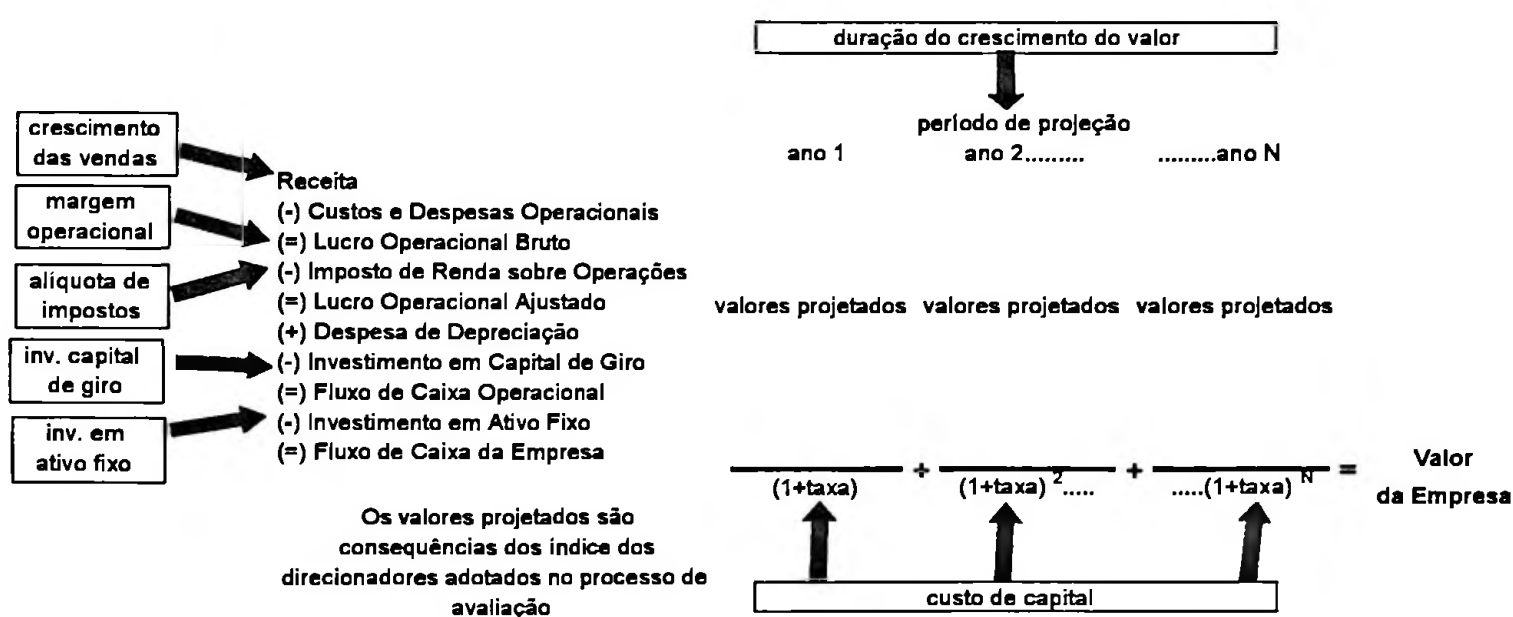 duração do crescimento do valor
período de projeção
ano 1 ano 2......... .........ano N
crescimento
das vendas
margem
operacional
alíquota de
impostos
inv. capital
de giro
inv. em
ativo fixo
Receita
(-) Custos e Despesas Operacionais
(=) Lucro Operacional Bruto
(-) Imposto de Renda sobre Operações
(=) Lucro Operacional Ajustado
(+) Despesa de Depreciação
(-) Investimento em Capital de Giro
(=) Fluxo de Caixa Operacional
(-) Investimento em Ativo Fixo
(=) Fluxo de Caixa da Empresa
valores projetados valores projetados valores projetados
+ + =
(1+taxa) (1+taxa) 2..... .....(1+taxa) N
Valor
da Empresa
custo de capital
Os valores projetados são
consequências dos índice dos
direcionadores adotados no processo de
avaliação